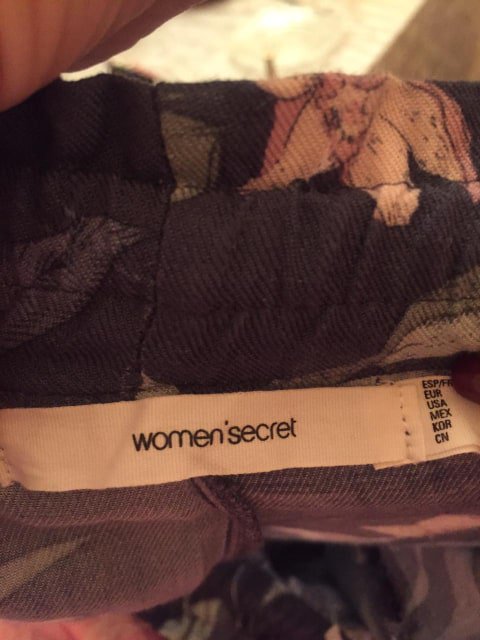 women'secret
ESP/FR
EUR
USA
MEX
KOR
CN